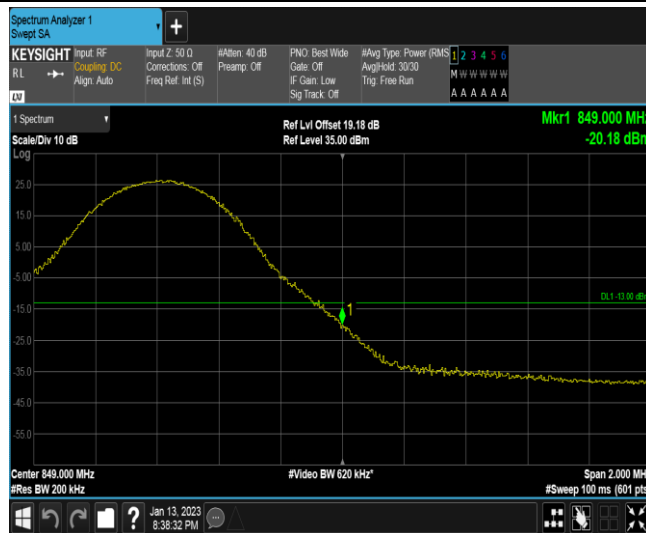 Spectrum Analyzer 1
Swept SA
+
KEYSIGHT Input: RF Input Z: 50 Ω #Atten: 40 dB PNO: Best Wide #Avg Type: Power (RMS 1 2 3 4 5 6
RL Coupling: DC Corrections: Off Preamp: Off Gate: Off Avg|Hold: 30/30 M W W W W W
Align: Auto Freq Ref: Int (S) IF Gain: Low Trig: Free Run
LXI Sig Track: Off A A A A A A
1 Spectrum Ref Lvl Offset 19.18 dB Mkr1 849.000 MHz
Scale/Div 10 dB Ref Level 35.00 dBm -20.18 dBm
Log
25.0
15.0
5.00
-5.00
DL1 -13.00 dBm
-15.0
1
-25.0
-35.0
-45.0
-55.0
Center 849.000 MHz #Video BW 620 kHz* Span 2.000 MH
#Res BW 200 kHz #Sweep 100 ms (601 pts
? Jan 13, 2023
8:38:32 PM